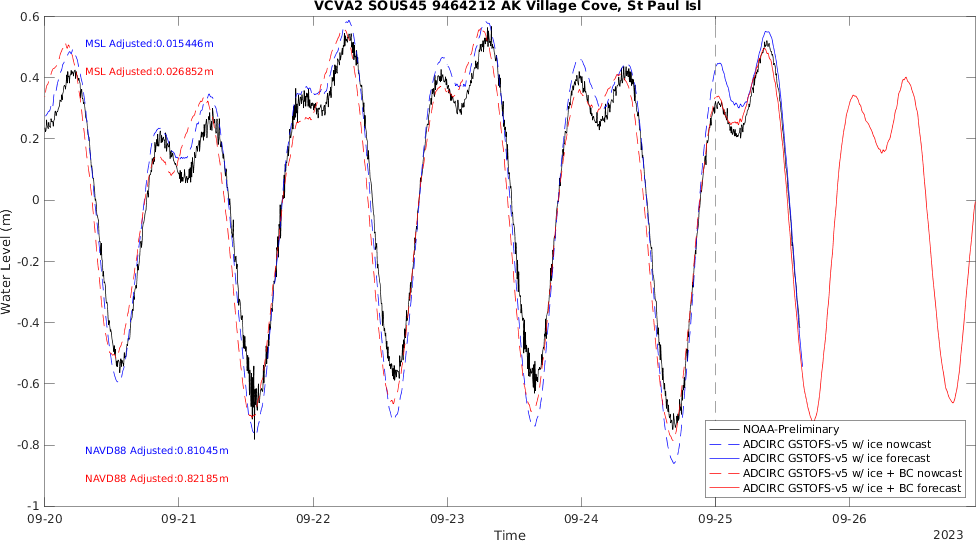 VCVA2 SOUS45 9464212 AK Village Cove, St Paul Isl
0.6
MSL Adjusted:0.015446m
MSL Adjusted:0.026852m
0.4
0.2
0
Water Level (m)
-0.2
-0.4
-0.6
-0.8
-1
NAVD88 Adjusted:0.81045m
NAVD88 Adjusted:0.82185m
NOAA-Preliminary
ADCIRC GSTOFS-v5 w/ ice nowcast
ADCIRC GSTOFS-v5 w/ ice forecast
ADCIRC GSTOFS-v5 w/ ice + BC nowcast
ADCIRC GSTOFS-v5 w/ ice + BC forecast
09-20 09-21 09-22 09-23 09-24 09-25 09-26
Time
2023